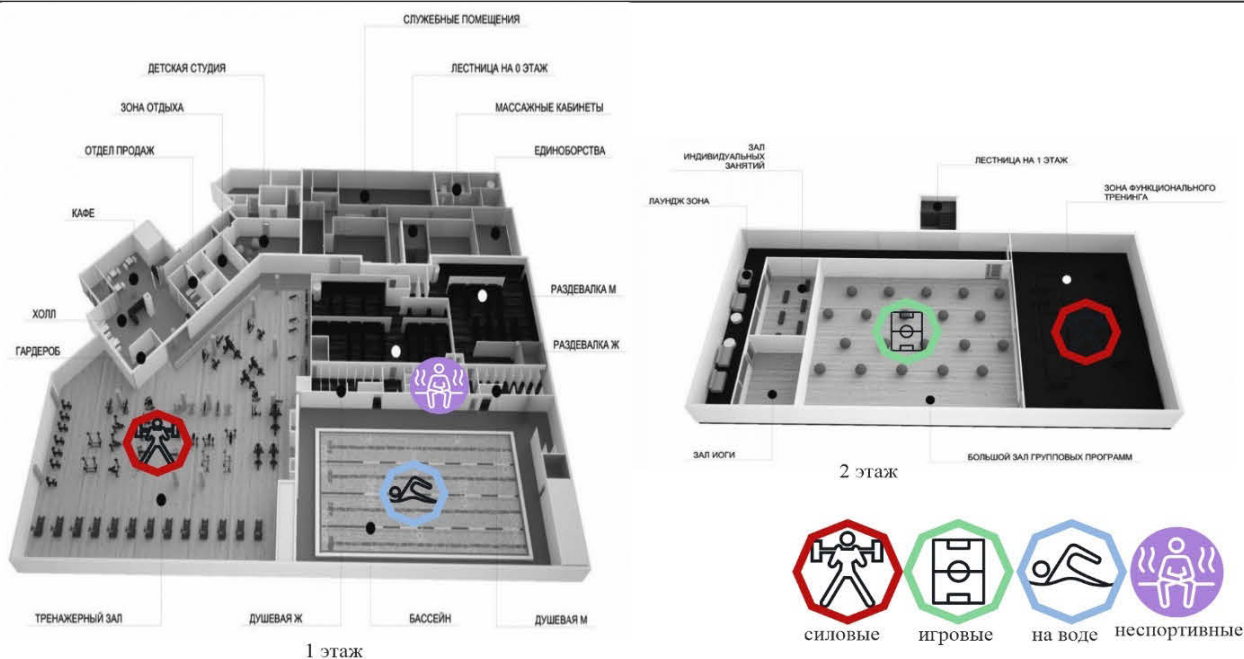 СЛУЖЕБНЫЕ ПОМЕЩЕНИЯ
ДЕТСКАЯ СТУДИЯ
ЛЕСТНИЦА НА 0 ЭТАЖ
ЗОНА ОТДЫХА
МАССАЖНЫЕ КАБИНЕТЫ
ОТДЕЛ ПРОДАЖ
ЕДИНОБОРСТВА
КАФЕ
РАЗДЕВАЛКА М
ХОЛЛ
ГАРДЕРОБ
РАЗДЕВАЛКА Ж
ТРЕНАЖЕРНЫЙ ЗАЛ
ДУШЕВАЯ Ж
БАССЕЙН
ДУШЕВАЯ М
1 этаж
ЗАЛ
ИНДИВИДУАЛЬНЫХ
ЗАНЯТИЙ
ЛЕСТНИЦА НА 1 ЭТАЖ
ЗОНА ФУНКЦИОНАЛЬНОГО
ТРЕНИНГА
ЛАУНДЖ ЗОНА
ЗАЛ ЙОГИ
БОЛЬШОЙ ЗАЛ ГРУППОВЫХ ПРОГРАММ
2 этаж
силовые
игровые
на воде
неспортивные